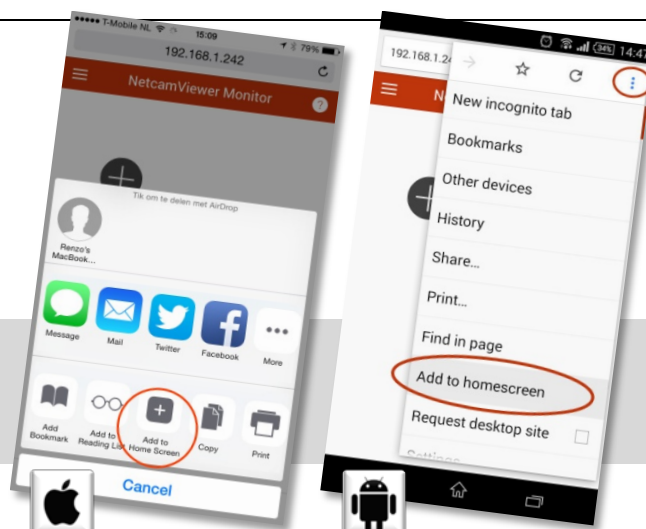 T-Mobile NL 15:09 79%
192.168.1.242
NetcamViewer Monitor ?
Tik om te delen met AirDrop
Renzo's
MacBook...
Message Mail Twitter Facebook More
Add
Bookmark
Add to
Reading List
Add to
Home Screen
Copy
Print
Cancel
34% 14:47
192.168.1.24
N
New incognito tab
Bookmarks
Other devices
History
Share...
Print...
Find in page
Add to homescreen
Request desktop site
Settings